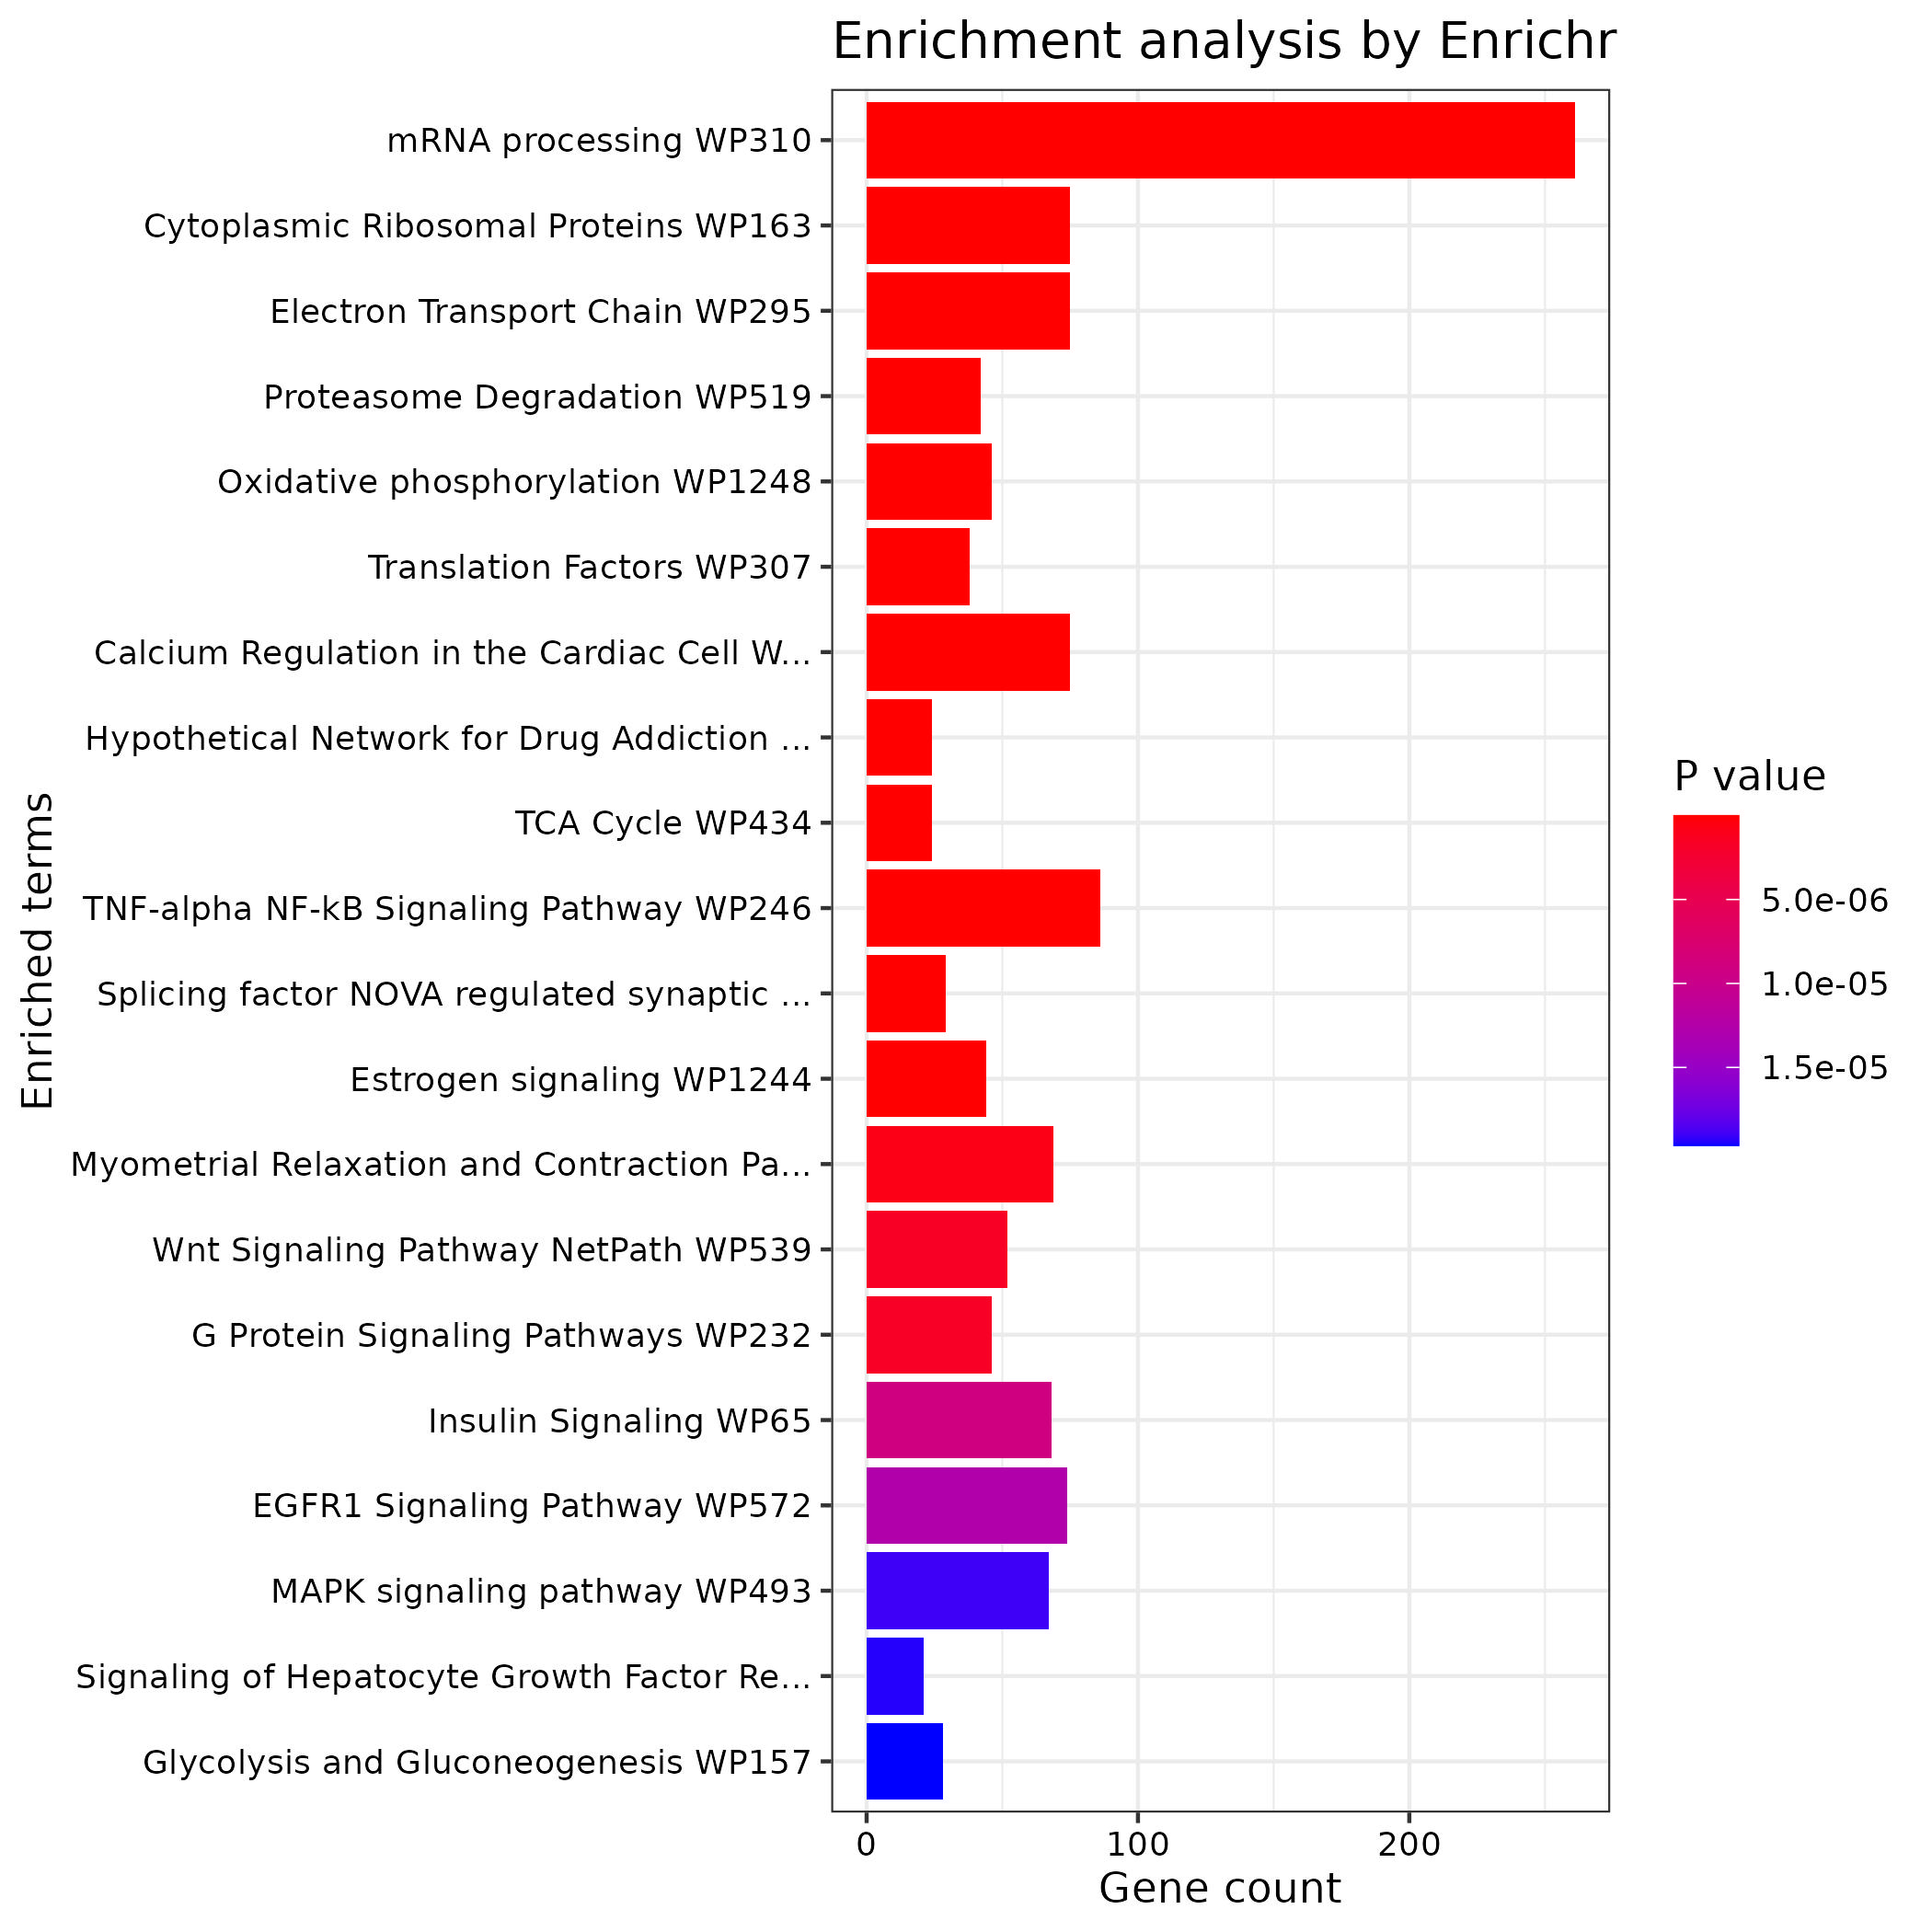 Enrichment analysis by Enrichr
mRNA processing WP310
Cytoplasmic Ribosomal Proteins WP163
Electron Transport Chain WP295
Proteasome Degradation WP519
Oxidative phosphorylation WP1248
Translation Factors WP307
Calcium Regulation in the Cardiac Cell W...
Hypothetical Network for Drug Addiction ...
TCA Cycle WP434
TNF-alpha NF-kB Signaling Pathway WP246
Splicing factor NOVA regulated synaptic ...
Estrogen signaling WP1244
Myometrial Relaxation and Contraction Pa...
Wnt Signaling Pathway NetPath WP539
G Protein Signaling Pathways WP232
Insulin Signaling WP65
EGFR1 Signaling Pathway WP572
MAPK signaling pathway WP493
Signaling of Hepatocyte Growth Factor Re...
Glycolysis and Gluconeogenesis WP157
Enriched terms
0 100 200
Gene count
P value
5.0e-06
1.0e-05
1.5e-05